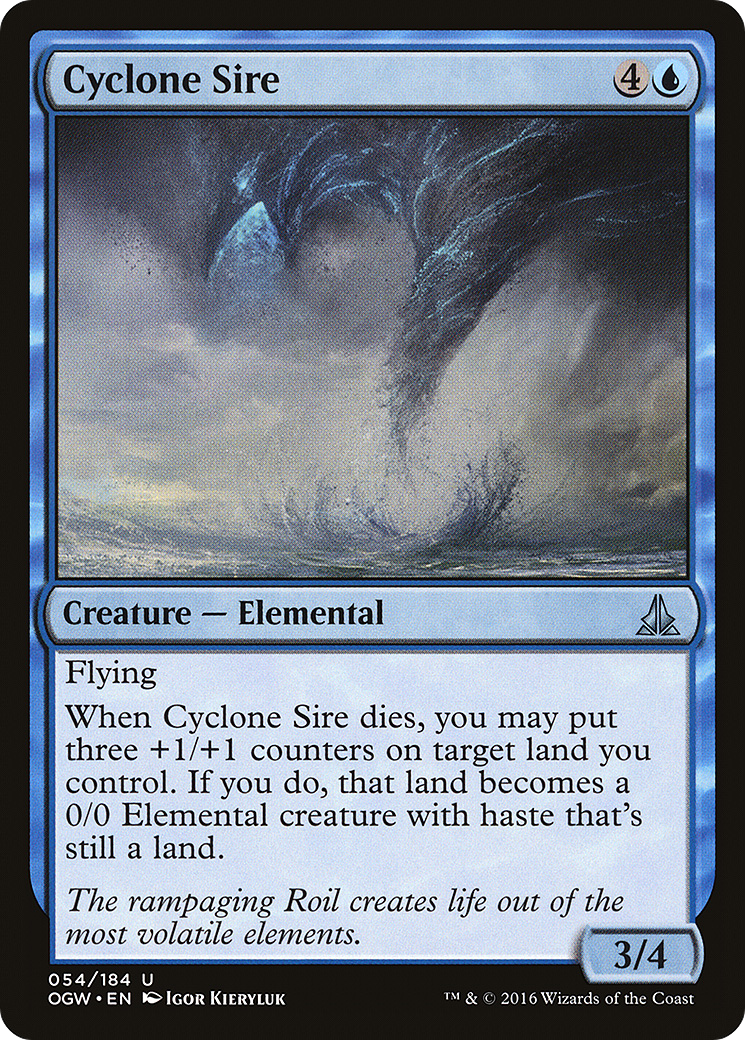 Cyclone Sire 4
Creature — Elemental
Flying
When Cyclone Sire dies, you may put
three +1/+1 counters on target land you
control. If you do, that land becomes a
0/0 Elemental creature with haste that's
still a land.
The rampaging Roil creates life out of the
most volatile elements.
3/4
054/184 U
OGW • EN Igor Kieryluk
™ & © 2016 Wizards of the Coast